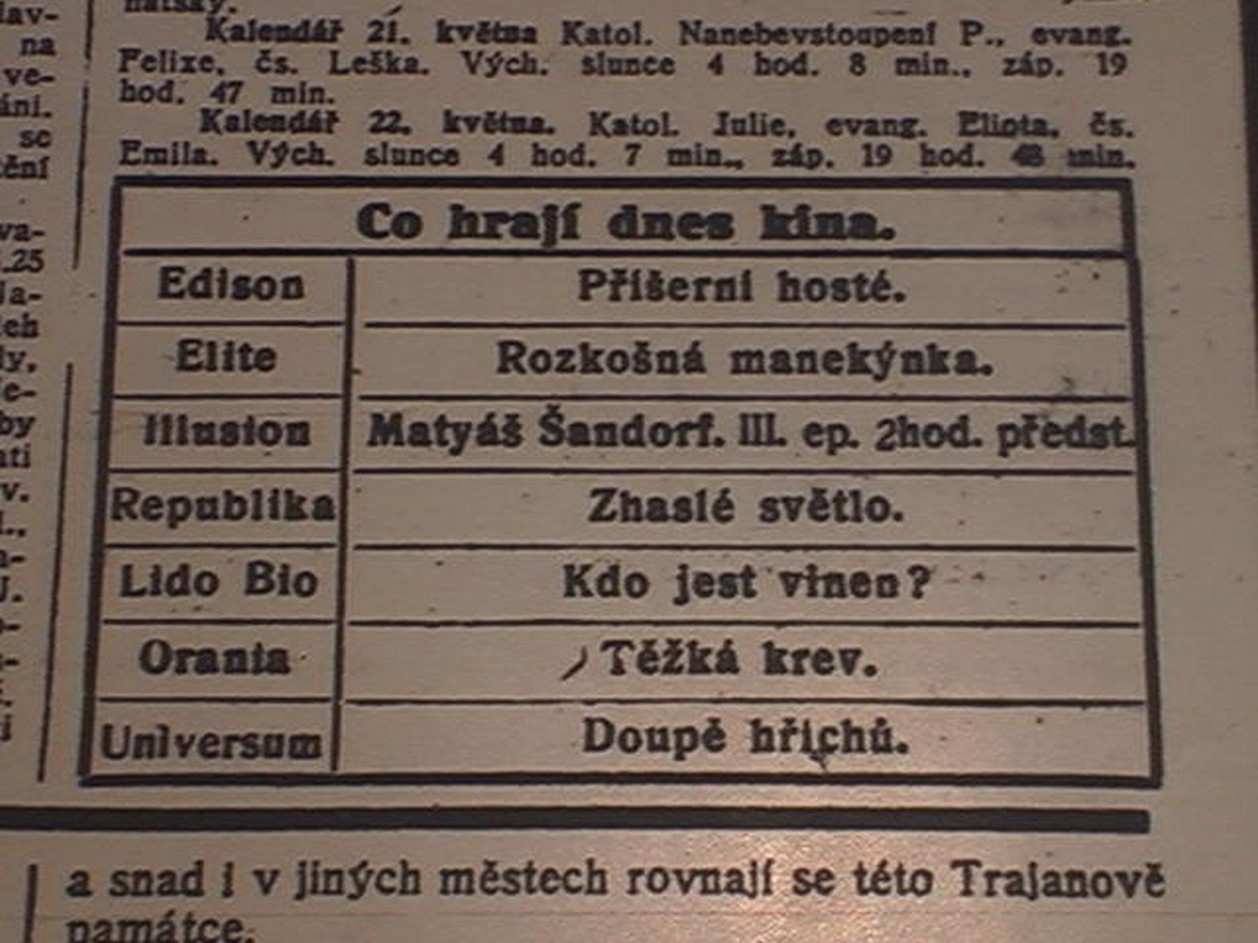 natský.
Kalendář 21. května Katol. Nanebevstoupení P., evang.
Felixe, čs. Leška. Vých. slunce 4 hod. 8 min., záp. 19
hod. 47 min.
Kalendář 22. května. Katol. Julie, evang. Eliota, čs.
Emila. Vých. slunce 4 hod. 7 min., záp. 19 hod. 48 min.
Co hrají dnes kina.
Edison Příšerní hosté.
Elite Rozkošná manekýnka.
Illusion Matyáš Šandorf. III. ep. 2hod. předst.
Republika Zhaslé světlo.
Lido Bio Kdo jest vinen?
Orania Těžká krev.
Universum Doupě hříchů.
a snad i v jiných městech rovnají se této Trajanově
památce.